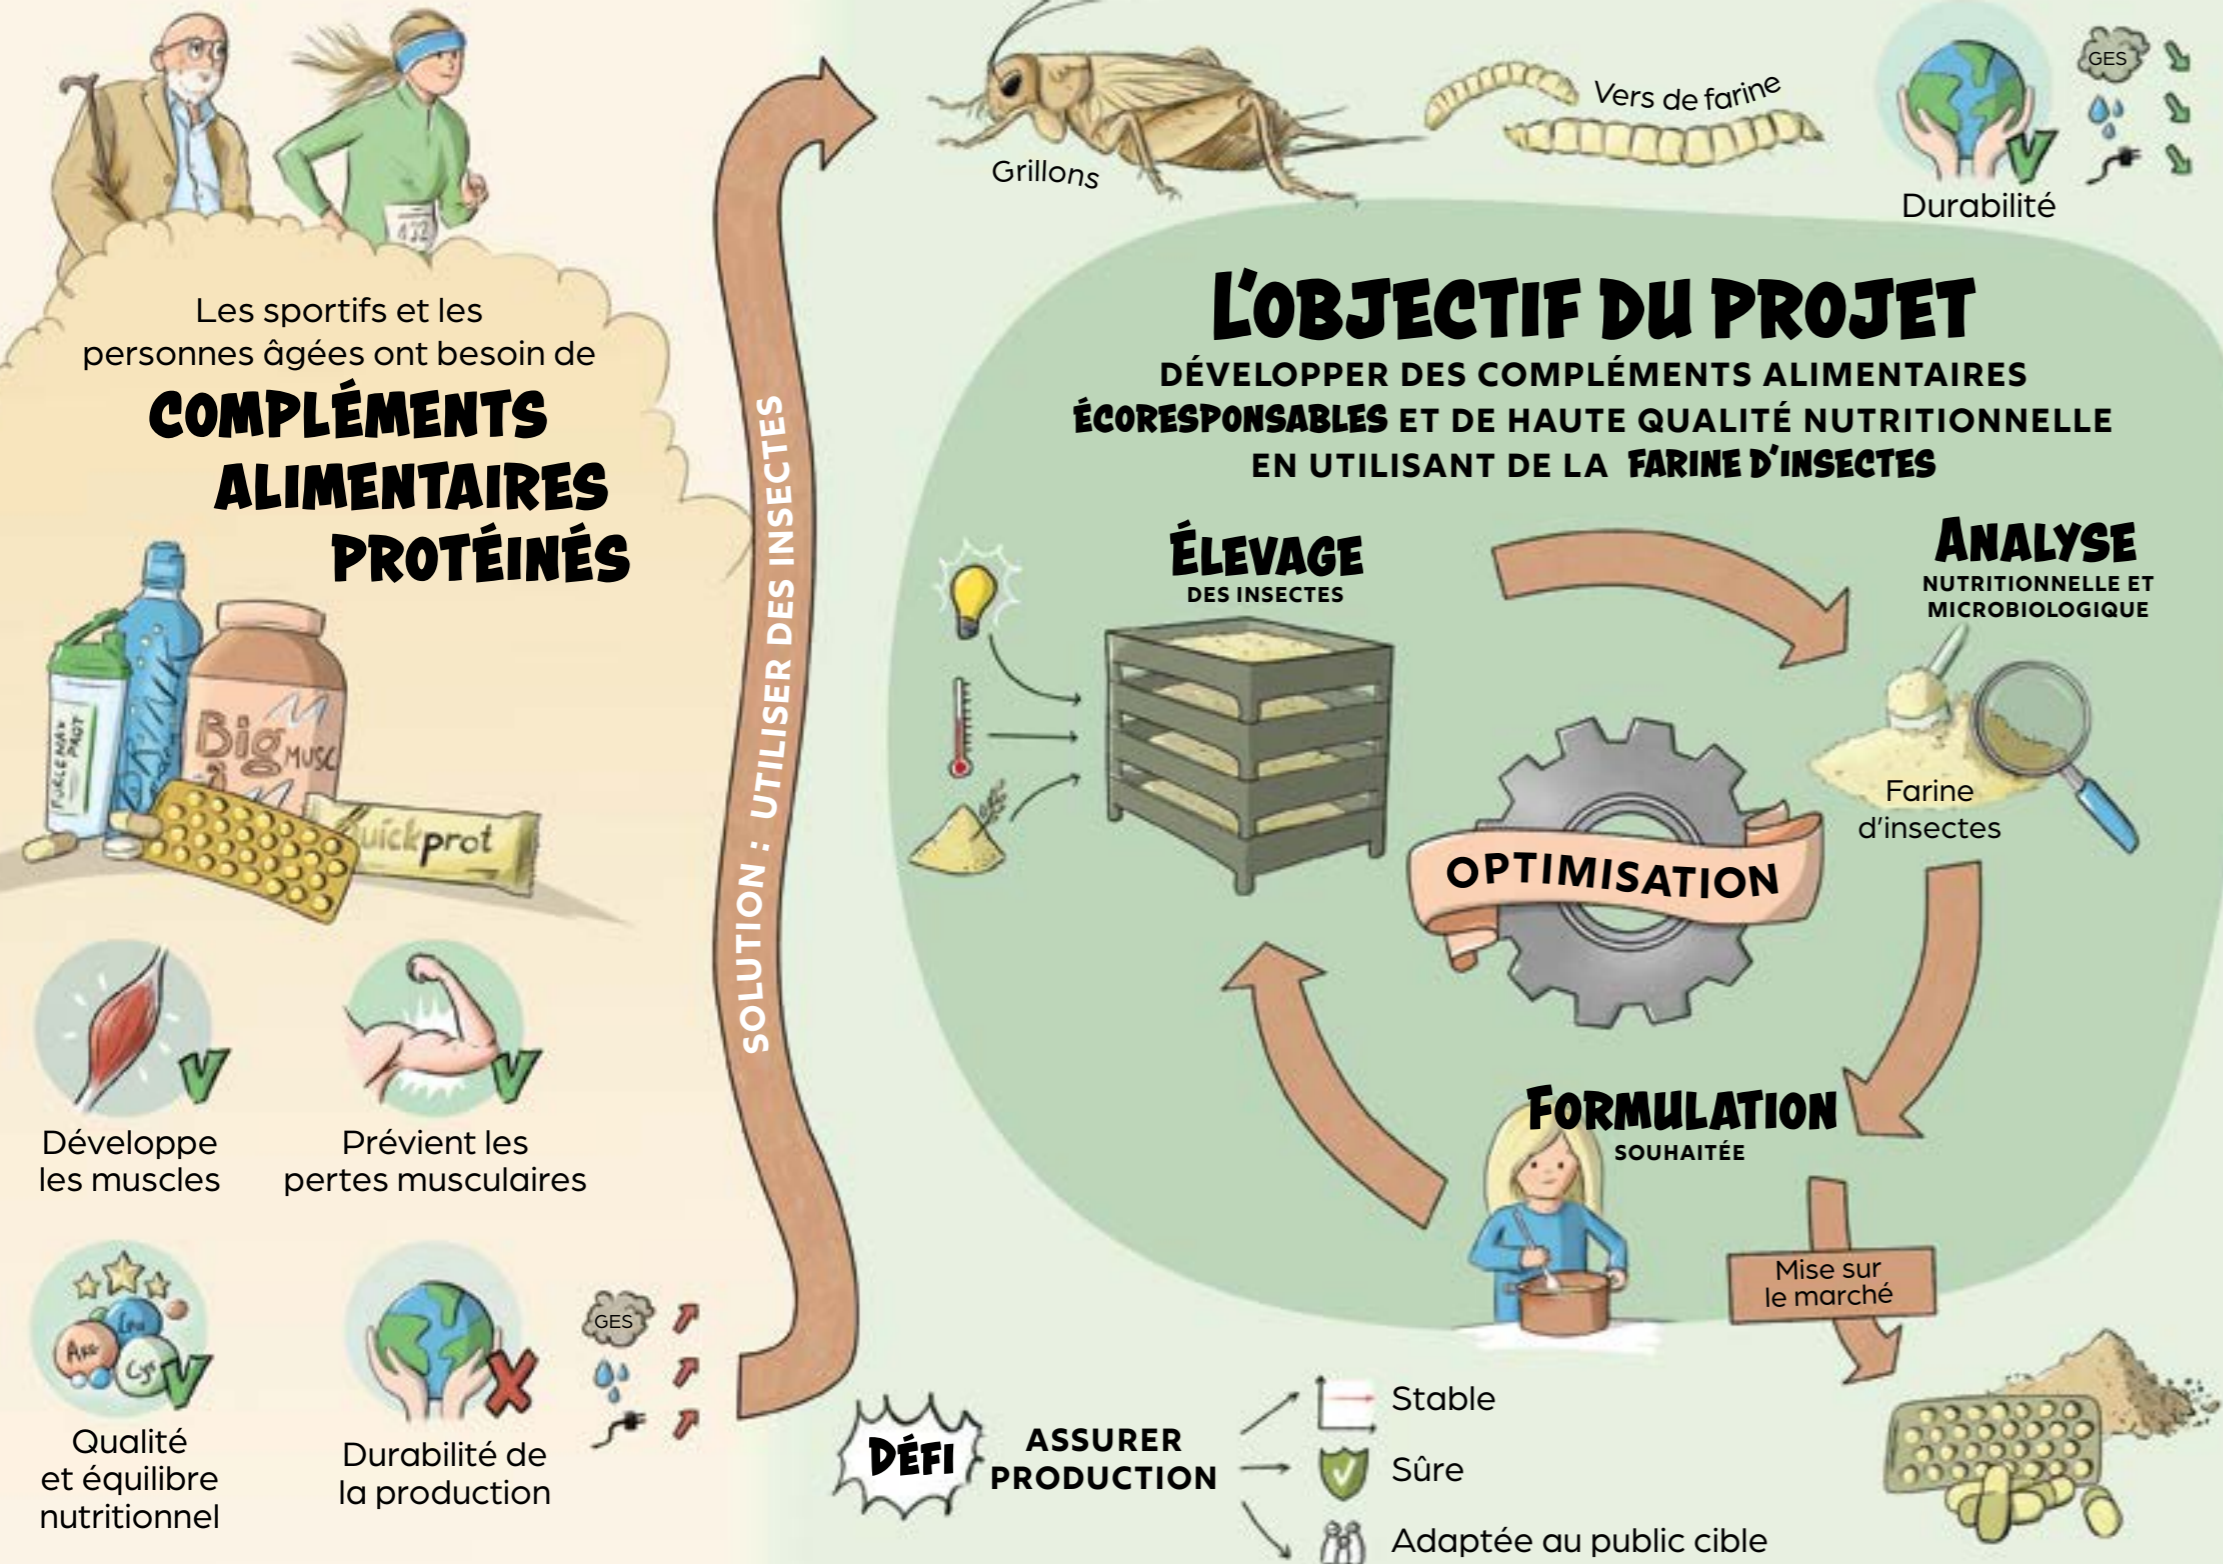 Les sportifs et les
personnes âgées ont besoin de
COMPLÉMENTS
ALIMENTAIRES
PROTÉINÉS
Big MUSC
uickprot
Développe
les muscles
Prévient les
pertes musculaires
Leu
Cys
Qualité
et équilibre
nutritionnel
Durabilité de
la production
GES
SOLUTION : UTILISER DES INSECTES
Grillons
Vers de farine
Durabilité
GES
L'OBJECTIF DU PROJET
DÉVELOPPER DES COMPLÉMENTS ALIMENTAIRES
ÉCORESPONSABLES ET DE HAUTE QUALITÉ NUTRITIONNELLE
EN UTILISANT DE LA FARINE D'INSECTES
ÉLEVAGE
DES INSECTES
ANALYSE
NUTRITIONNELLE ET
MICROBIOLOGIQUE
Farine
d'insectes
OPTIMISATION
FORMULATION
SOUHAITÉE
Mise sur
le marché
DÉFI
ASSURER
PRODUCTION
Stable
Sûre
Adaptée au public cible